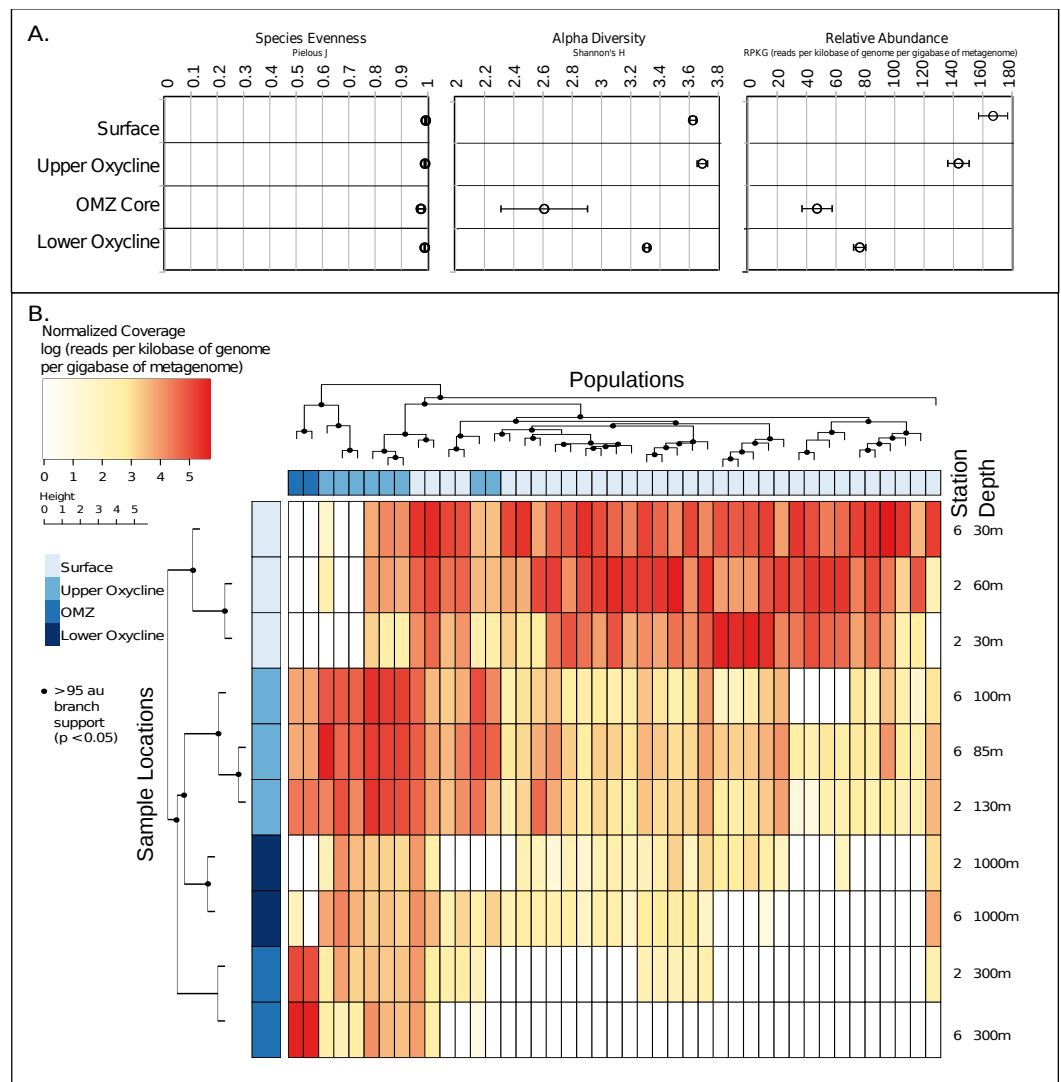 A.
Species Evenness
Pielous J
Alpha Diversity
Shannon's H
Relative Abundance
RPKG (reads per kilobase of genome per gigabase of metagenome)
0 0.1 0.2 0.3 0.4 0.5 0.6 0.7 0.8 0.9 1
2 2.2 2.4 2.6 2.8 3 3.2 3.4 3.6 3.8
0 20 40 60 80 100 120 140 160 180
Surface
Upper Oxycline
OMZ Core
Lower Oxycline
B.
Normalized Coverage
log (reads per kilobase of genome
per gigabase of metagenome)
0 1 2 3 4 5
Height
0 1 2 3 4 5
Populations
Station
Depth
Surface
Upper Oxycline
OMZ
Lower Oxycline
>95 au
branch
support
(p <0.05)
Sample Locations
6 30m
2 60m
2 30m
6 100m
6 85m
2 130m
2 1000m
6 1000m
2 300m
6 300m